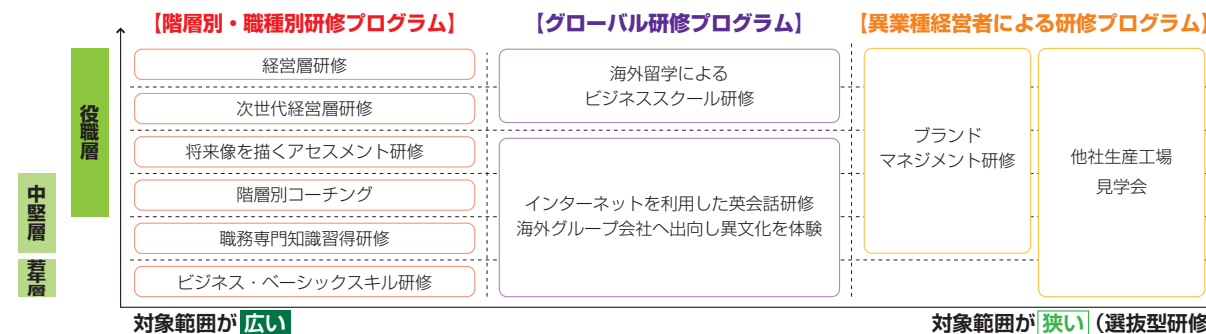 【階層別・職種別研修プログラム】
【グローバル研修プログラム】
【異業種経営者による研修プログラム】
役職層
中堅層
若年層
経営層研修
次世代経営層研修
将来像を描くアセスメント研修
階層別コーチング
職務専門知識習得研修
ビジネス・ベーシックスキル研修
海外留学による
ビジネススクール研修
インターネットを利用した英会話研修
海外グループ会社へ出向し異文化を体験
ブランド
マネジメント研修
他社生産工場
見学会
対象範囲が 広い
対象範囲が 狭い (選抜型研修